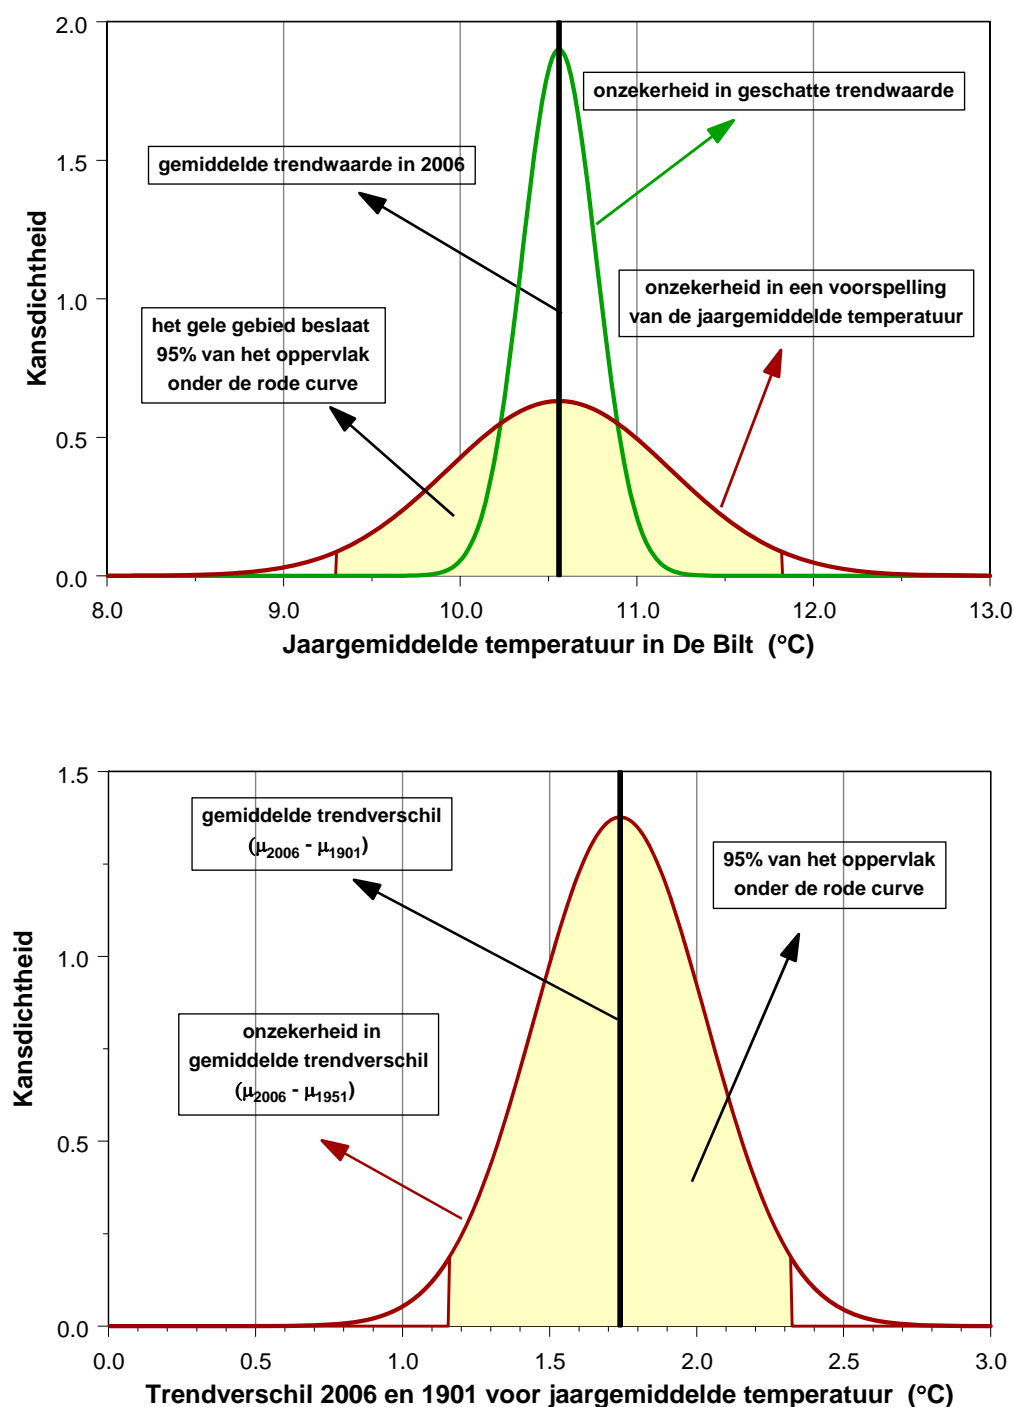 2.0
onzekerheid in geschatte trendwaarde
gemiddelde trendwaarde in 2006
1.5
onzekerheid in een voorspelling
van de jaargemiddelde temperatuur
1.0
het gele gebied beslaat
95% van het oppervlak
onder de rode curve
Kansdichtheid
0.5
0.0
8.0 9.0 10.0 11.0 12.0 13.0
Jaargemiddelde temperatuur in De Bilt (°C)
1.5
gemiddelde trendverschil
(μ2006 - μ1901)
95% van het oppervlak
onder de rode curve
1.0
Kansdichtheid
onzekerheid in
gemiddelde trendverschil
(μ2006 - μ1951)
0.5
0.0
0.0 0.5 1.0 1.5 2.0 2.5 3.0
Trendverschil 2006 en 1901 voor jaargemiddelde temperatuur (°C)